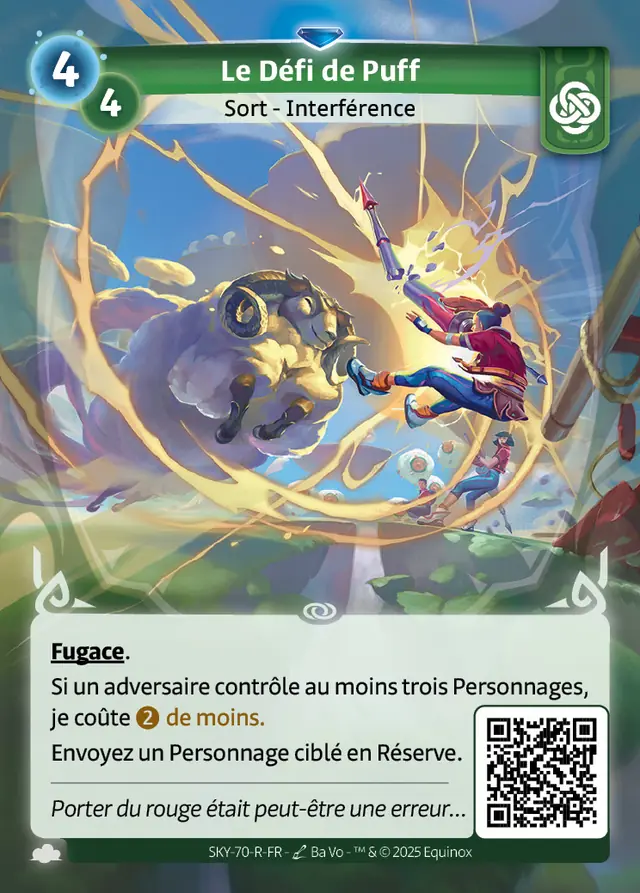 4
4
Le Défi de Puff
Sort - Interférence
Fugace.
Si un adversaire contrôle au moins trois Personnages,
je coûte 2 de moins.
Envoyez un Personnage ciblé en Réserve.
Porter du rouge était peut-être une erreur...
SKY-70-R-FR - Ba Vo - ™ & © 2025 Equinox